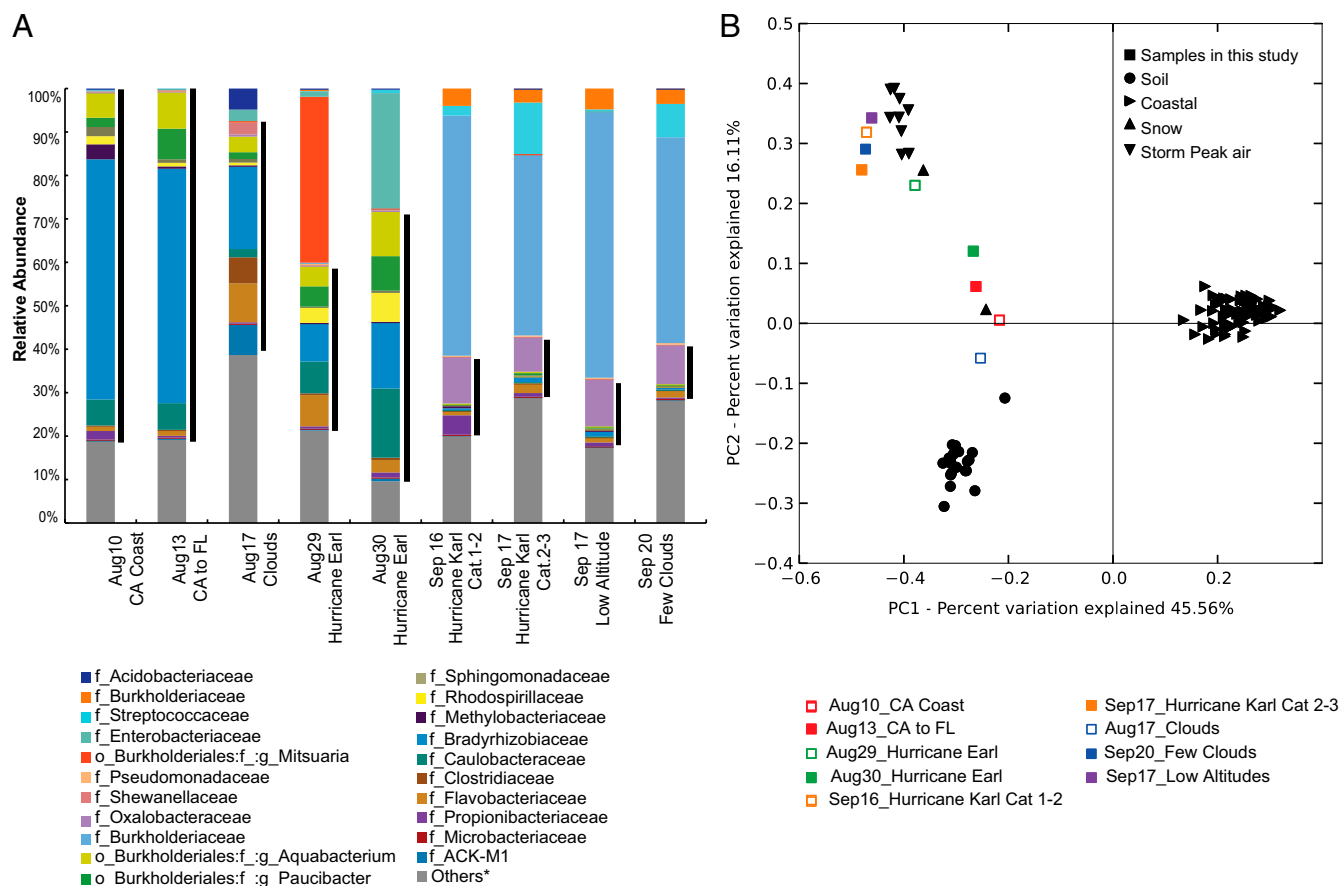 A
100%
90%
80%
70%
60%
50%
40%
30%
20%
10%
0%
Relative Abundance
Aug10
CA Coast
Aug13
CA to FL
Aug17
Clouds
Aug29
Hurricane Earl
Aug30
Hurricane Earl
Sep 16
Hurricane Karl
Cat.1-2
Sep 17
Hurricane Karl
Cat.2-3
Sep 17
Low Altitude
Sep 20
Few Clouds
f_Acidobacteriaceae
f_Burkholderiaceae
f_Streptococcaceae
f_Enterobacteriaceae
o_Burkholderiales:f_:g_Mitsuaria
f_Pseudomonadaceae
f_Shewanellaceae
f_Oxalobacteraceae
f_Burkholderiaceae
o_Burkholderiales:f_:g_Aquabacterium
o_Burkholderiales:f_:g_Paucibacter
f_Sphingomonadaceae
f_Rhodospirillaceae
f_Methylobacteriaceae
f_Bradyrhizobiaceae
f_Caulobacteraceae
f_Clostridiaceae
f_Flavobacteriaceae
f_Propionibacteriaceae
f_Microbacteriaceae
f_ACK-M1
Others*
B
0.5
0.4
0.3
0.2
0.1
0.0
−0.1
−0.2
−0.3
−0.4
PC2 - Percent variation explained 16.11%
Samples in this study
Soil
Coastal
Snow
Storm Peak air
−0.6
−0.4
−0.2
0.0
0.2
PC1 - Percent variation explained 45.56%
Aug10_CA Coast
Aug13_CA to FL
Aug29_Hurricane Earl
Aug30_Hurricane Earl
Sep16_Hurricane Karl Cat 1-2
Sep17_Hurricane Karl Cat 2-3
Aug17_Clouds
Sep20_Few Clouds
Sep17_Low Altitudes